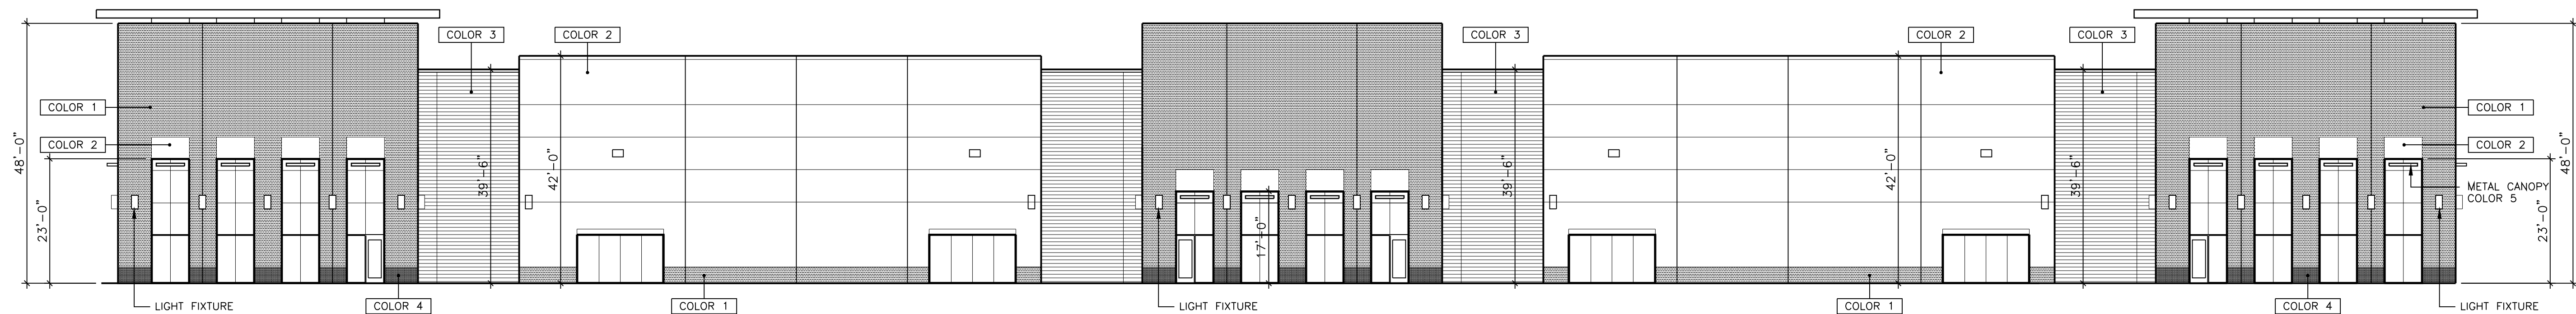 COLOR 3
COLOR 2
COLOR 3
COLOR 2
COLOR 3
COLOR 1
COLOR 1
COLOR 2
COLOR 2
48'-0"
23'-0"
39'-6"
42'-0"
17'-0"
39'-6"
42'-0"
39'-6"
METAL CANOPY
COLOR 5
23'-0"
48'-0"
LIGHT FIXTURE
COLOR 4
COLOR 1
LIGHT FIXTURE
COLOR 1
COLOR 4
LIGHT FIXTURE